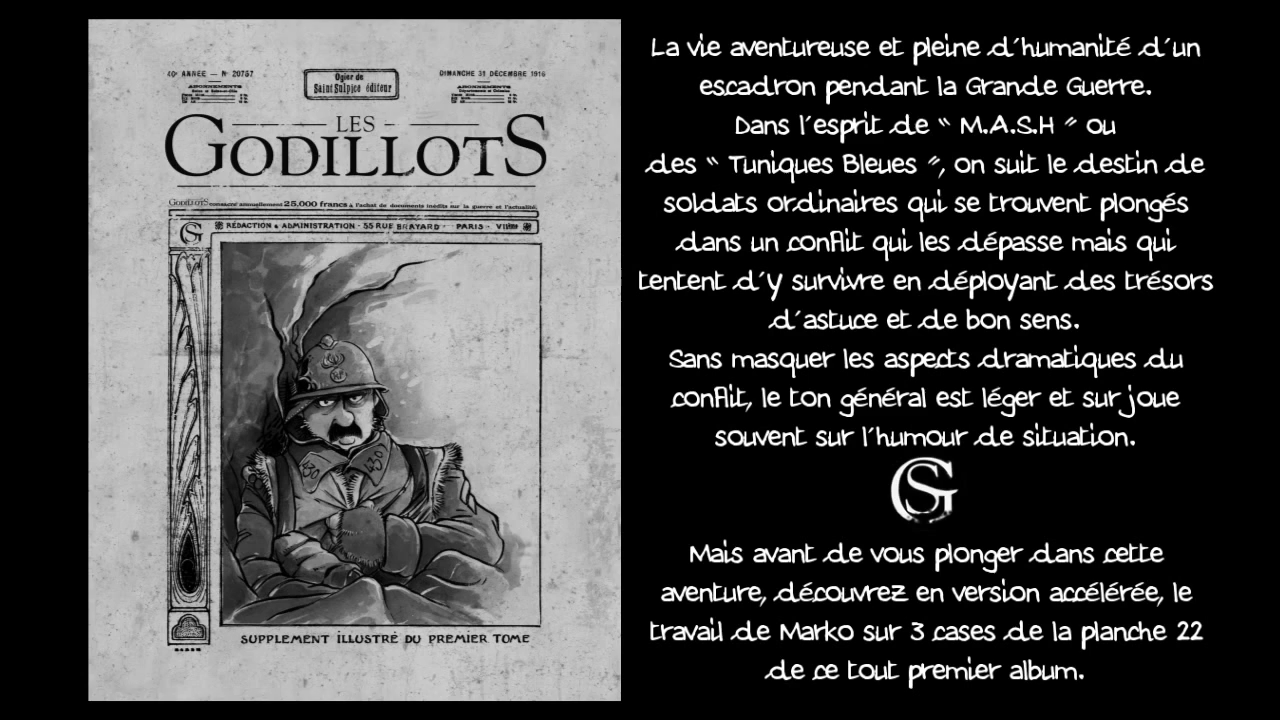 40e ANNÉE — N° 20757
Ogier de
Saint Sulpice éditeur
DIMANCHE 31 DÉCEMBRE 1916
ABONNEMENTS
ABONNEMENTS
LES
GODILLOTS
GODILLOTS consacre annuellement 25.000 francs à l'achat de documents inédits sur la guerre et l'actualité.
GS
RÉDACTION & ADMINISTRATION · 55 RUE BRAYARD · PARIS ·
430 430
SUPPLEMENT ILLUSTRÉ DU PREMIER TOME
La vie aventureuse et pleine d'humanité d'un
escadron pendant la Grande Guerre.
Dans l'esprit de " M.A.S.H " ou
des " Tuniques Bleues ", on suit le destin de
soldats ordinaires qui se trouvent plongés
dans un conflit qui les dépasse mais qui
tentent d'y survivre en déployant des trésors
d'astuce et de bon sens.
Sans masquer les aspects dramatiques du
conflit, le ton général est léger et surjoue
souvent sur l'humour de situation.
GS
Mais avant de vous plonger dans cette
aventure, découvrez en version accélérée, le
travail de Marko sur 3 cases de la planche 22
de ce tout premier album.